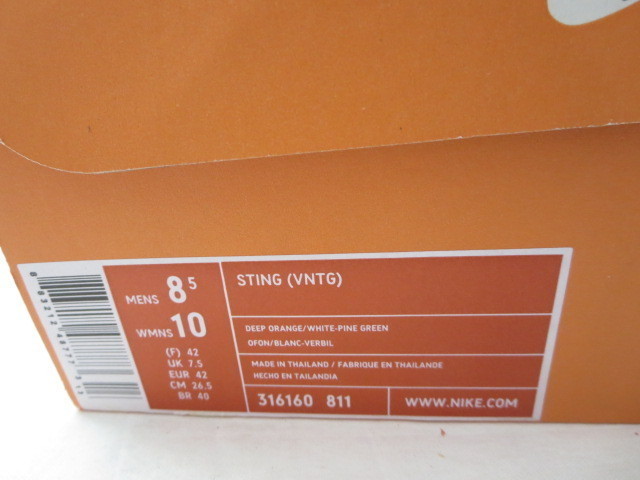 MENS 8 5
WMNS 10
(F) 42
UK 7.5
EUR 42
CM 26.5
BR 40
STING (VNTG)
DEEP ORANGE/WHITE-PINE GREEN
OFON/BLANC-VERBIL
MADE IN THAILAND / FABRIQUE EN THAILANDE
HECHO EN TAILANDIA
316160 811
WWW.NIKE.COM